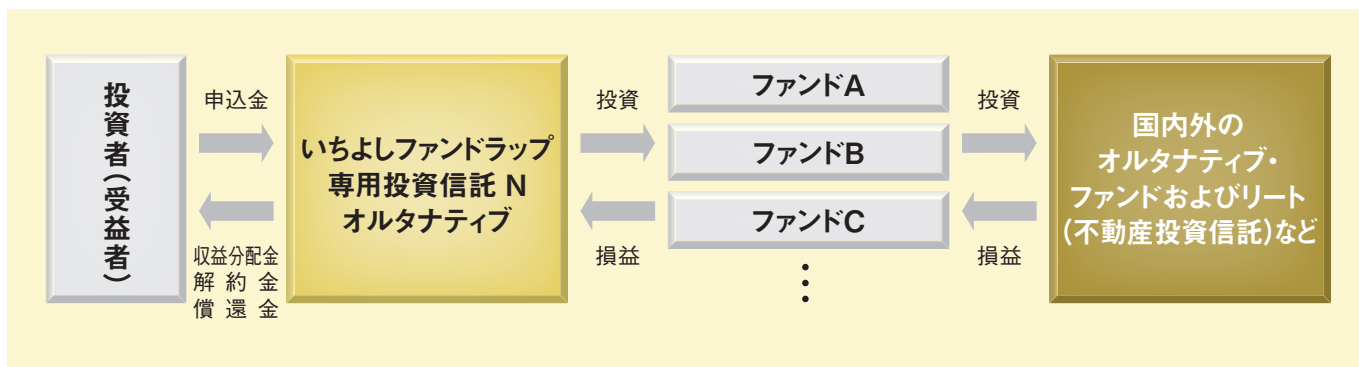 投資者（受益者）
申込金
収益分配金
解約金
償還金
いちよしファンドラップ
専用投資信託 N
オルタナティブ
投資
損益
ファンドA
ファンドB
ファンドC
⋮
投資
損益
国内外の
オルタナティブ・
ファンドおよびリート
(不動産投資信託)など